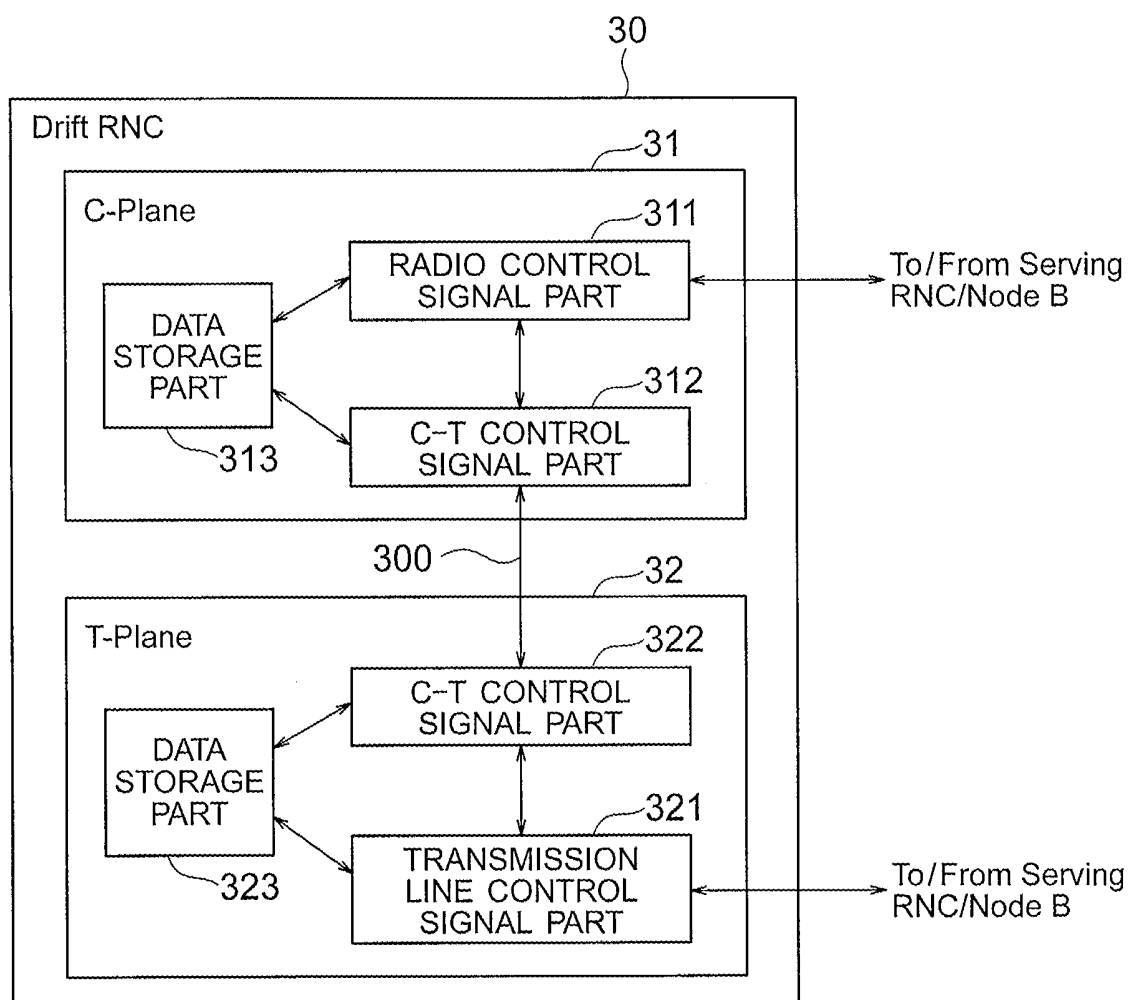 30
Drift RNC
31
C-Plane
311
RADIO CONTROL
SIGNAL PART
To/From Serving
RNC/Node B
DATA
STORAGE
PART
313
312
C-T CONTROL
SIGNAL PART
300
32
T-Plane
322
C-T CONTROL
SIGNAL PART
DATA
STORAGE
PART
323
321
TRANSMISSION
LINE CONTROL
SIGNAL PART
To/From Serving
RNC/Node B